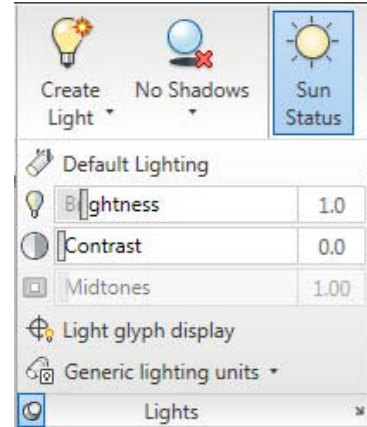 Create Light
No Shadows
Sun Status
Default Lighting
Brightness 1.0
Contrast 0.0
Midtones 1.00
Light glyph display
Generic lighting units
Lights